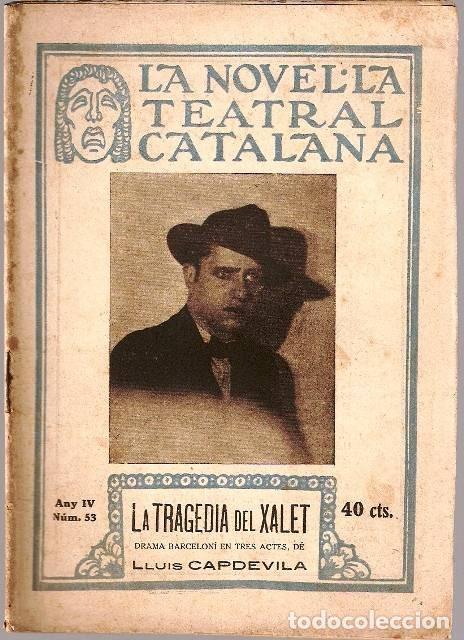 LA NOVEL·LA
TEATRAL
CATALANA
Any IV
Núm. 53
LA TRAGEDIA DEL XALET
40 cts.
DRAMA BARCELONÍ EN TRES ACTES, DE
LLUIS CAPDEVILA
todocoleccion